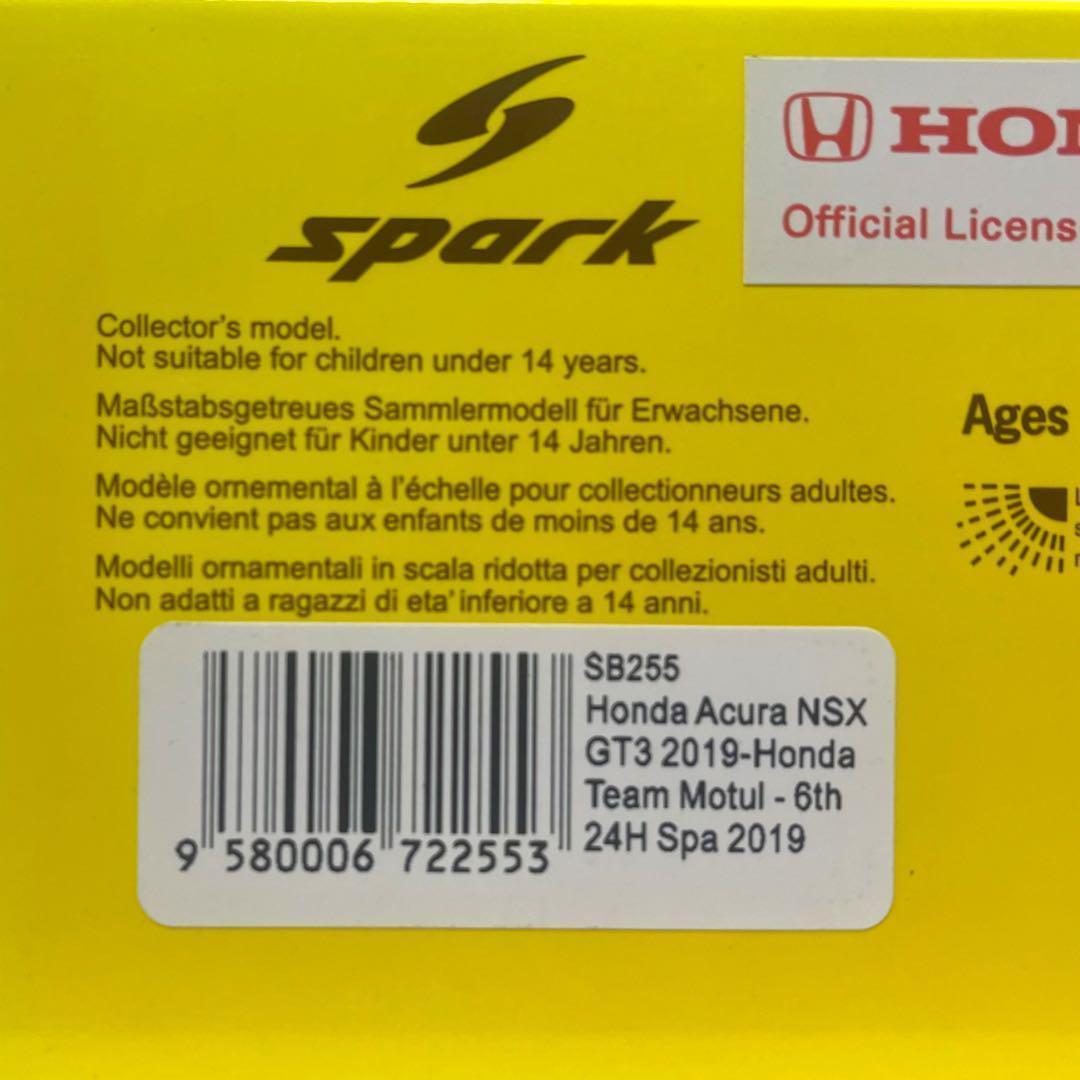 spark
HON
Official Licens
Collector's model.
Not suitable for children under 14 years.
Maßstabsgetreues Sammlermodell für Erwachsene.
Nicht geeignet für Kinder unter 14 Jahren.
Modèle ornemental à l'échelle pour collectionneurs adultes.
Ne convient pas aux enfants de moins de 14 ans.
Modelli ornamentali in scala ridotta per collezionisti adulti.
Non adatti a ragazzi di eta' inferiore a 14 anni.
Ages
SB255
Honda Acura NSX
GT3 2019-Honda
Team Motul - 6th
24H Spa 2019
9 580006 722553